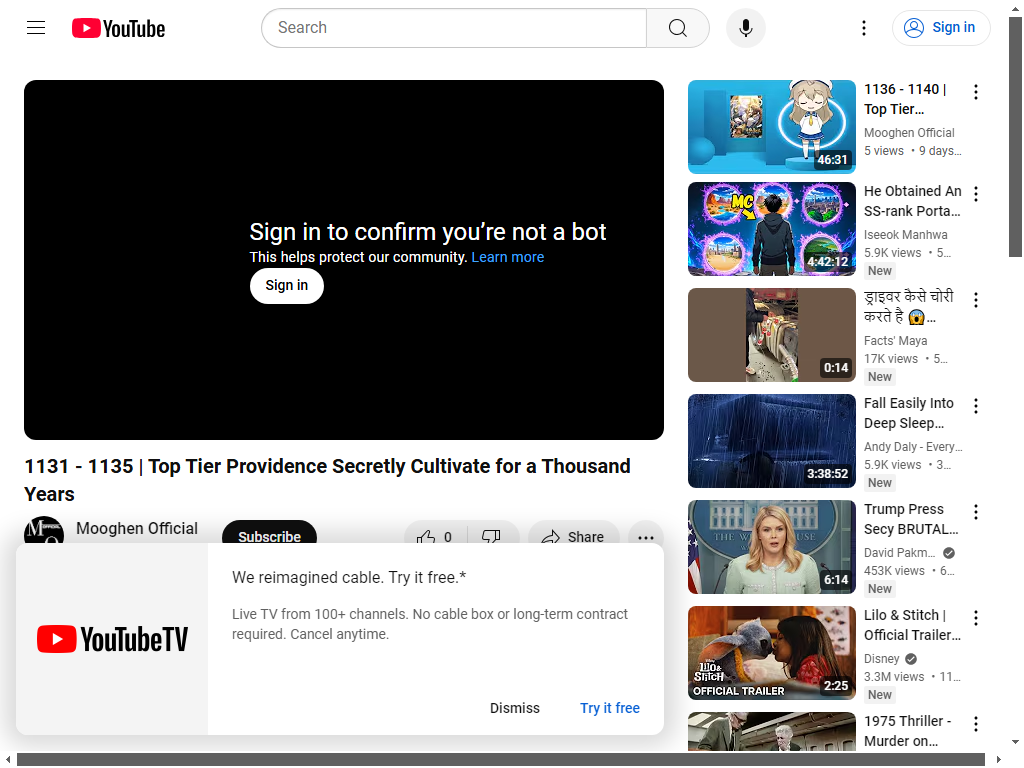 YouTube
Search
Sign in
Sign in to confirm you’re not a bot
This helps protect our community. Learn more
Sign in
1131 - 1135 | Top Tier Providence Secretly Cultivate for a Thousand
Years
Mooghen Official
Subscribe
0
Share
YouTubeTV
We reimagined cable. Try it free.*
Live TV from 100+ channels. No cable box or long-term contract
required. Cancel anytime.
Dismiss
Try it free
46:31
1136 - 1140 |
Top Tier…
Mooghen Official
5 views • 9 days…
MC
4:42:12
He Obtained An
SS-rank Porta…
Iseeok Manhwa
5.9K views • 5…
New
0:14
ड्राइवर कैसे चोरी
करते है 😱…
Facts' Maya
17K views • 5…
New
3:38:52
Fall Easily Into
Deep Sleep…
Andy Daly - Every…
5.9K views • 3…
New
THE WHITE HOUSE
6:14
Trump Press
Secy BRUTAL…
David Pakm…
453K views • 6…
New
Disney
LILO &
STITCH
OFFICIAL TRAILER
2:25
Lilo & Stitch |
Official Trailer…
Disney
3.3M views • 11…
New
1975 Thriller -
Murder on…